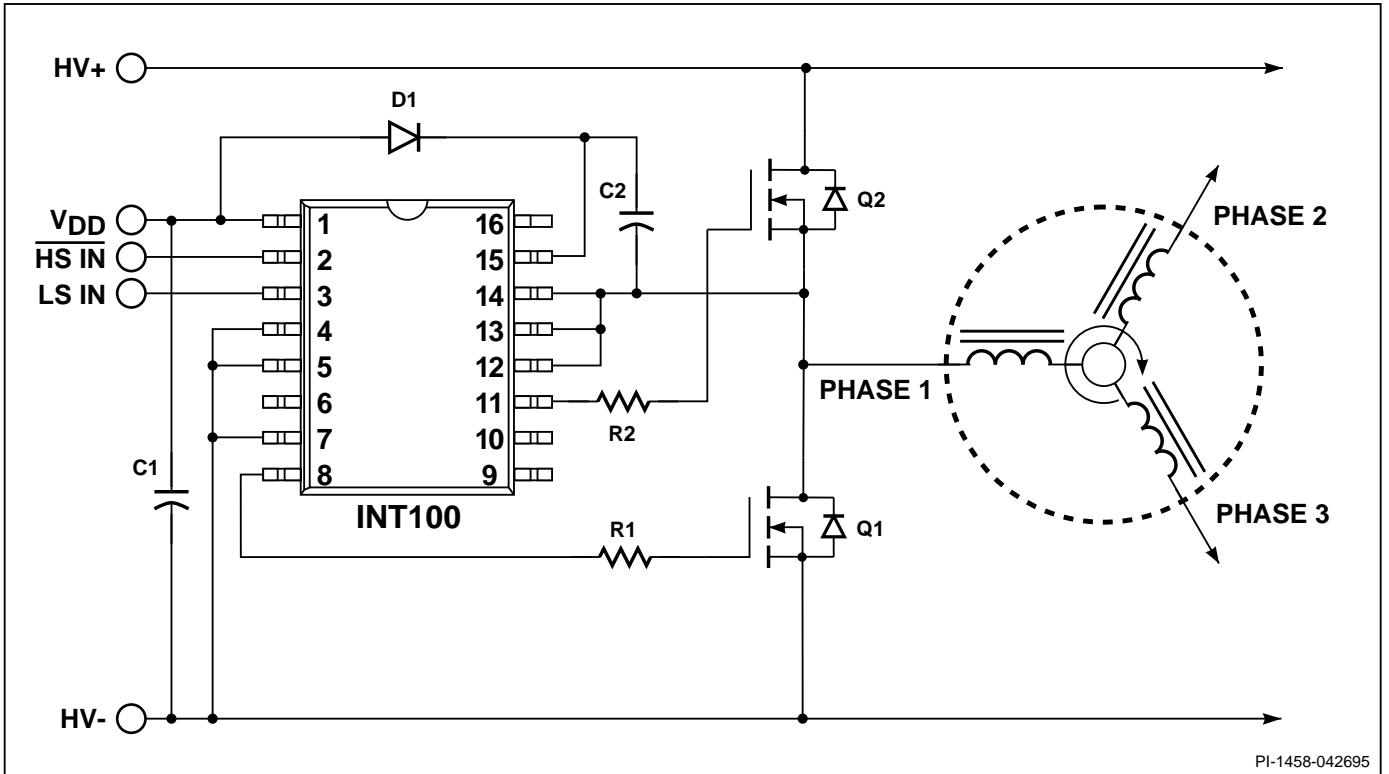 HV+
D1
C2
Q2
VDD
HS IN
LS IN
1 16
2 15
3 14
4 13
5 12
6 11
7 10
8 9
PHASE 2
PHASE 1
R2
C1
INT100
R1
Q1
PHASE 3
HV-
PI-1458-042695